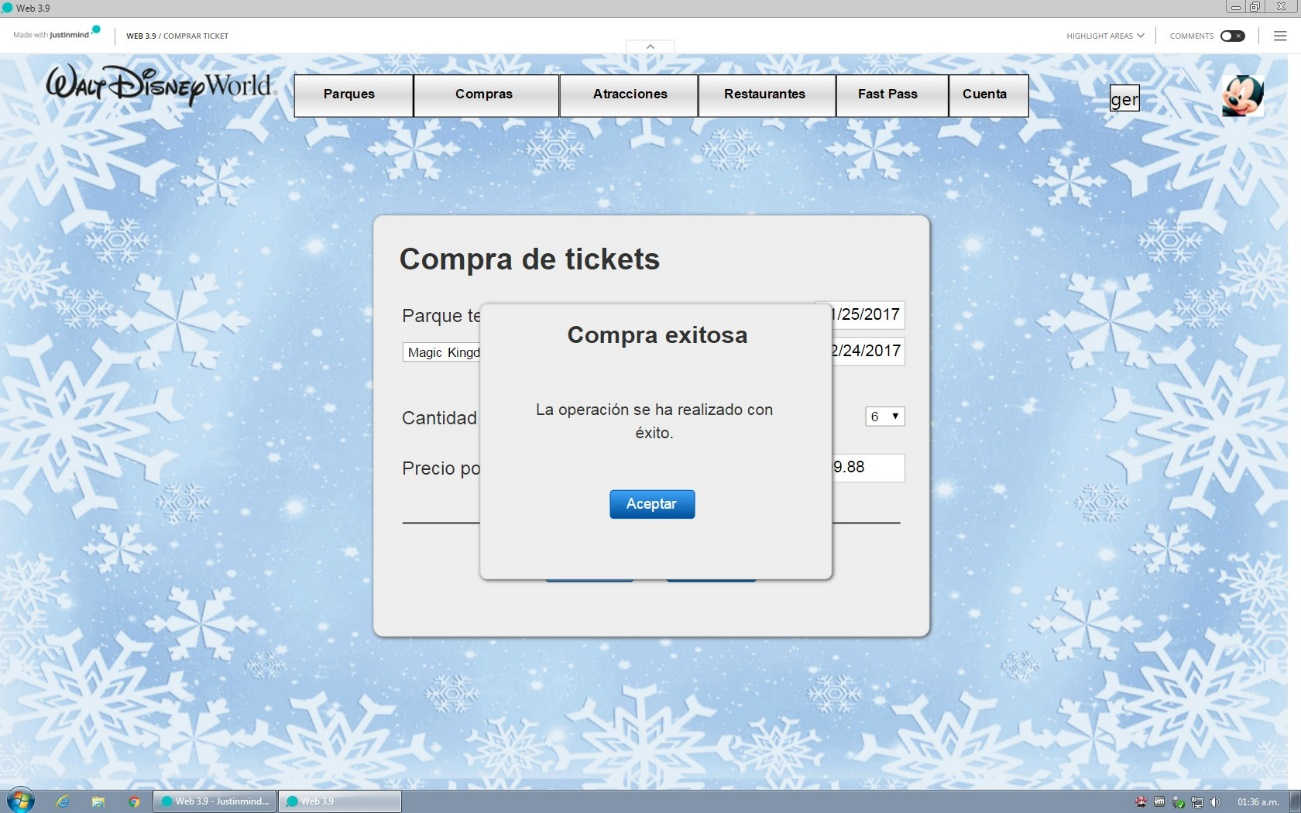 Web 3.9
Made with Justinmind
WEB 3.9 / COMPRAR TICKET
HIGHLIGHT AREAS
COMMENTS
WALT DISNEY World
Parques
Compras
Atracciones
Restaurantes
Fast Pass
Cuenta
ger
Compra de tickets
Parque te
1/25/2017
Magic Kingd
2/24/2017
Compra exitosa
La operación se ha realizado con
éxito.
Cantidad
6
Precio po
9.88
Aceptar
Web 3.9 - Justinmind...
Web 3.9
01:36 a.m.